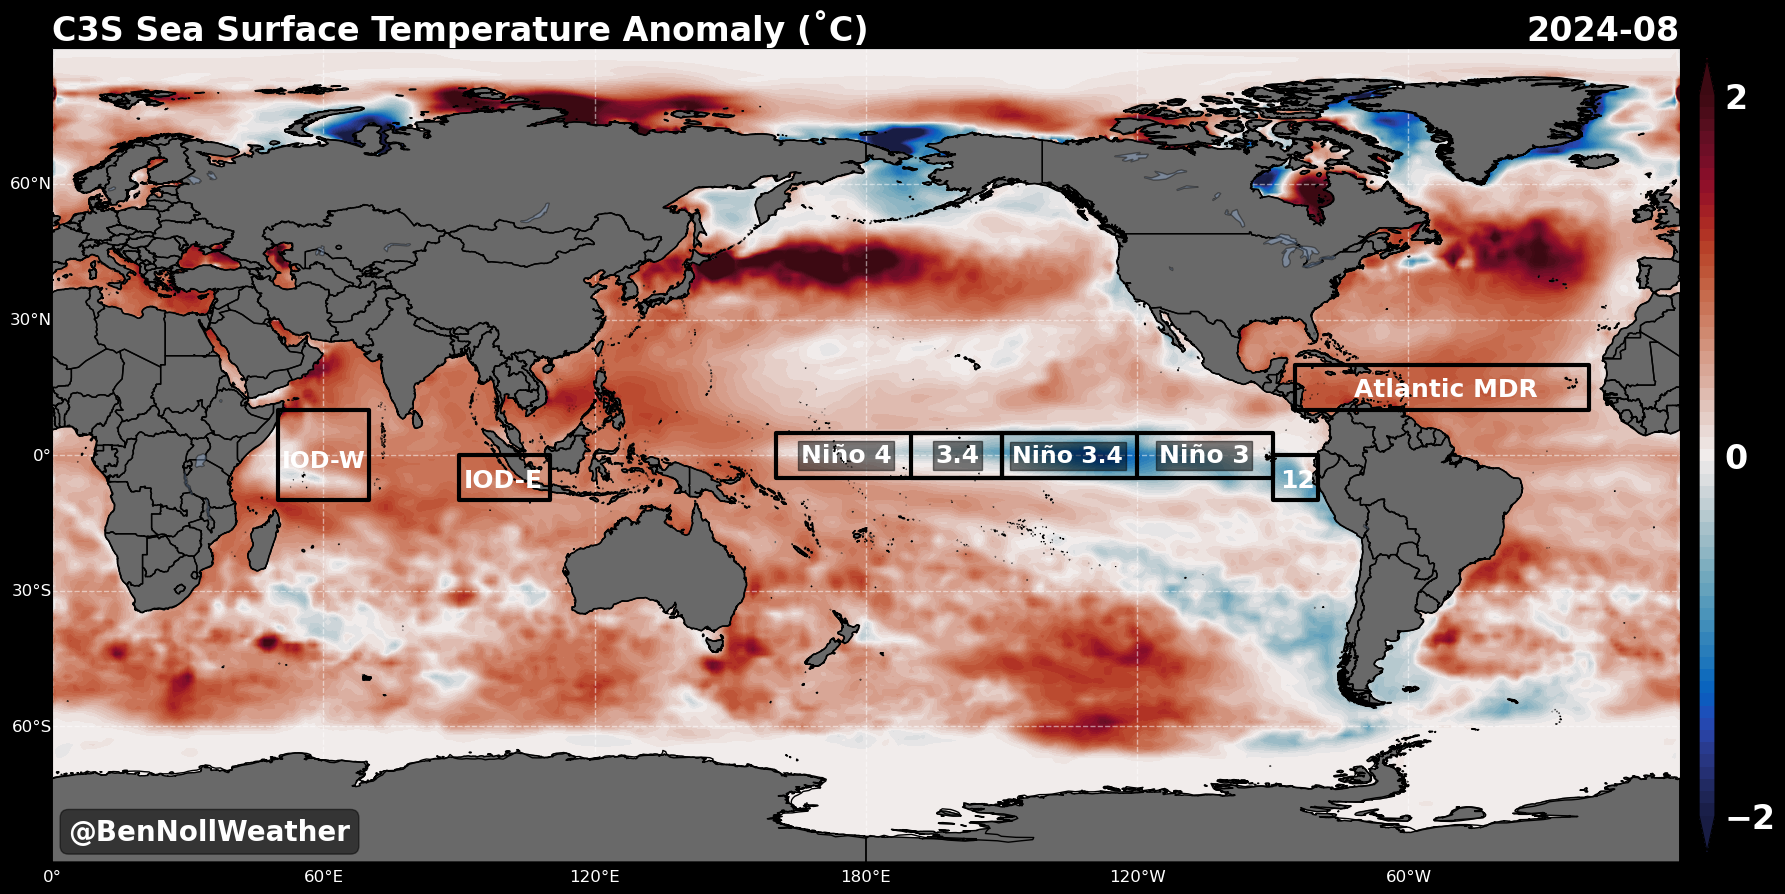 C3S Sea Surface Temperature Anomaly (˚C) 2024-08
2
60°N
30°N
Atlantic MDR
0° IOD-W Niño 4 3.4 Niño 3.4 Niño 3 0
IOD-E 12
30°S
60°S
−2
@BenNollWeather
0° 60°E 120°E 180°E 120°W 60°W